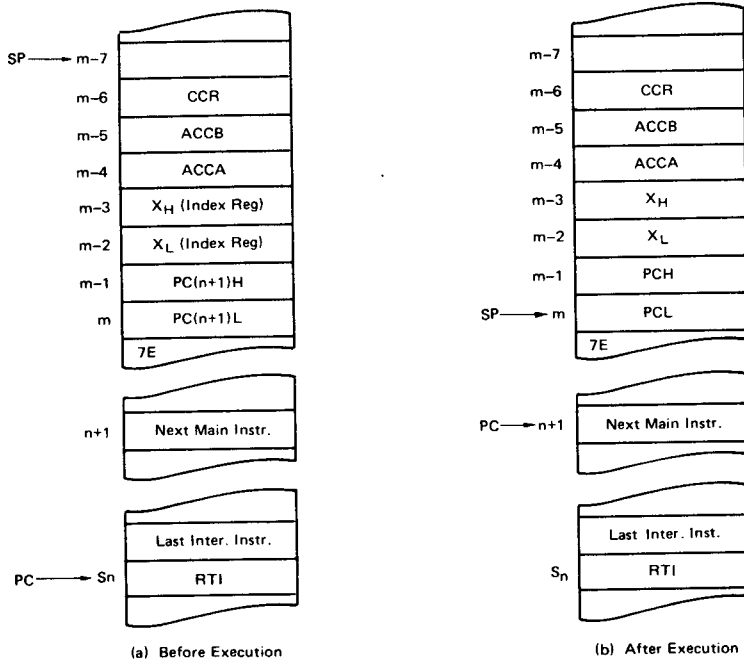 SP m-7
m-6 CCR
m-5 ACCB
m-4 ACCA
m-3 XH (Index Reg)
m-2 XL (Index Reg)
m-1 PC(n+1)H
m PC(n+1)L
7E
n+1 Next Main Instr.
Last Inter. Instr.
PC Sn RTI
(a) Before Execution
m-7
m-6 CCR
m-5 ACCB
m-4 ACCA
m-3 XH
m-2 XL
m-1 PCH
SP m PCL
7E
PC n+1 Next Main Instr.
Last Inter. Inst.
Sn RTI
(b) After Execution